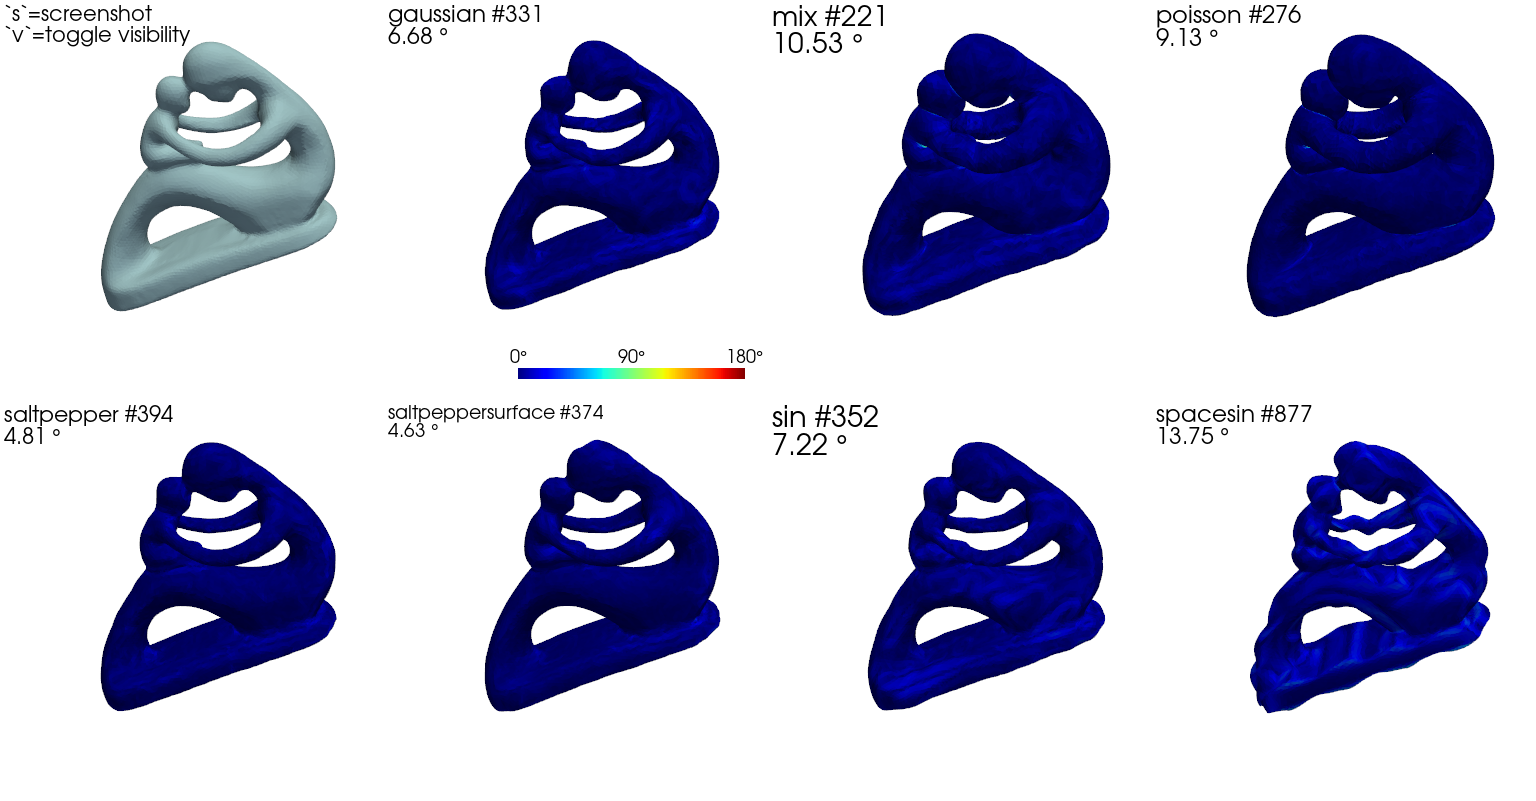 `s`=screenshot
`v`=toggle visibility
gaussian #331
6.68 °
mix #221
10.53 °
poisson #276
9.13 °
0° 90° 180°
saltpepper #394
4.81 °
saltpeppersurface #374
4.63 °
sin #352
7.22 °
spacesin #877
13.75 °